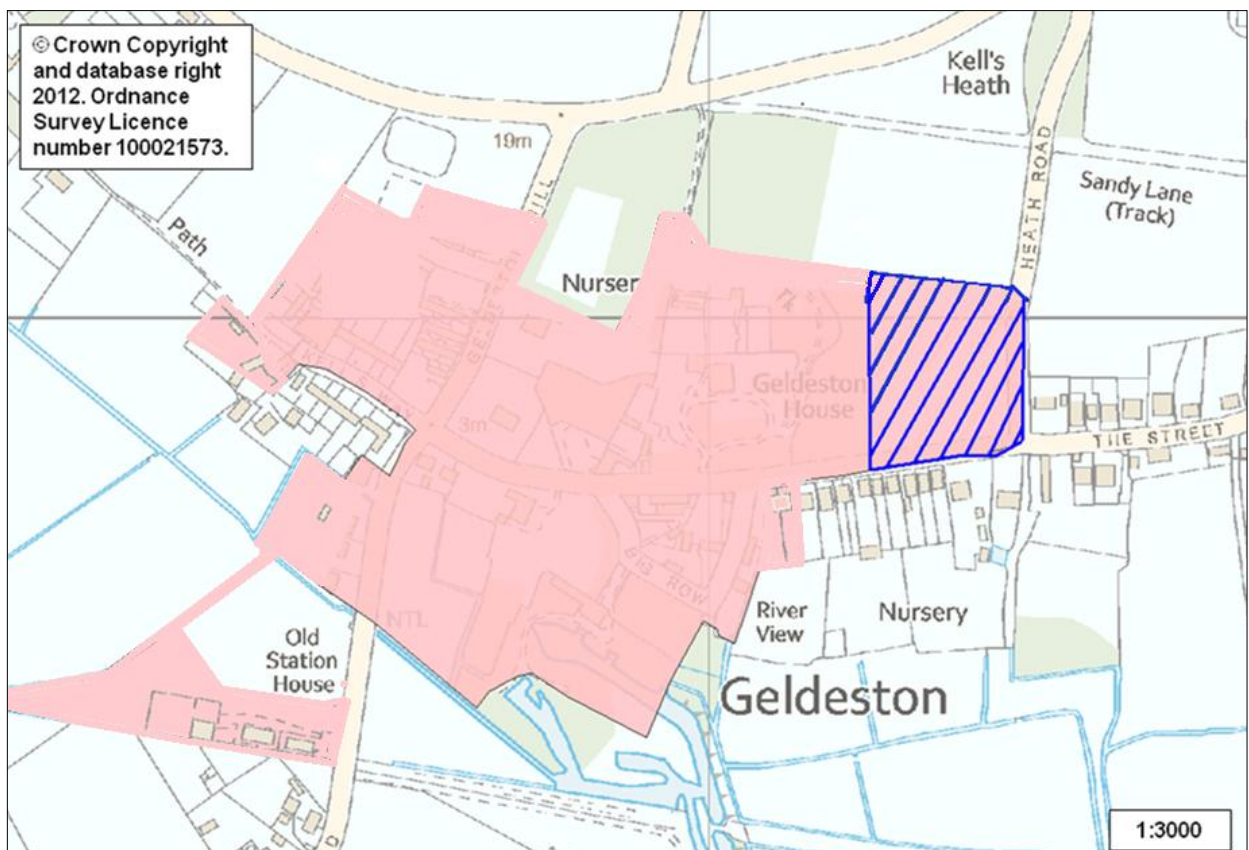 © Crown Copyright
and database right
2012. Ordnance
Survey Licence
number 100021573.
Kell's
Heath
19m
HEATH ROAD
Sandy Lane
(Track)
Path
ILL
Nurser
Geldeston
House
3m
THE STREET
BIG ROW
River
View
Nursery
NTL
Old
Station
House
Geldeston
1:3000